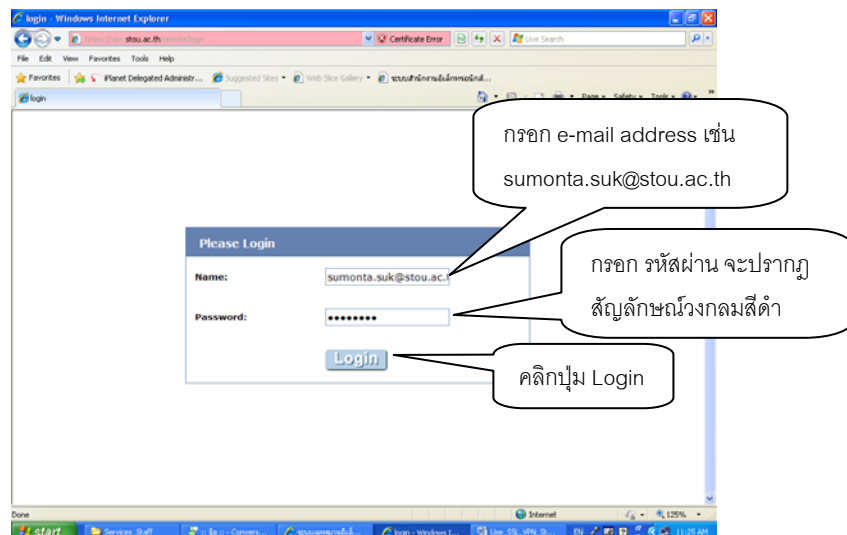 login - Windows Internet Explorer
stou.ac.th
Certificate Error
Live Search
File Edit View Favorites Tools Help
Favorites
iPlanet Delegated Administr...
Suggested Sites
Web Slice Gallery
login
Page Safety Tools
กรอก e-mail address เช่น
sumonta.suk@stou.ac.th
Please Login
Name:
sumonta.suk@stou.ac.t
กรอก รหัสผ่าน จะปรากฏ
สัญลักษณ์วงกลมสีดำ
Password:
Login
คลิกปุ่ม Login
Done
Internet
125%
start
Services_Staff
login - Windows I...
Use_SSL_VPN_St...
EN
11:25 AM